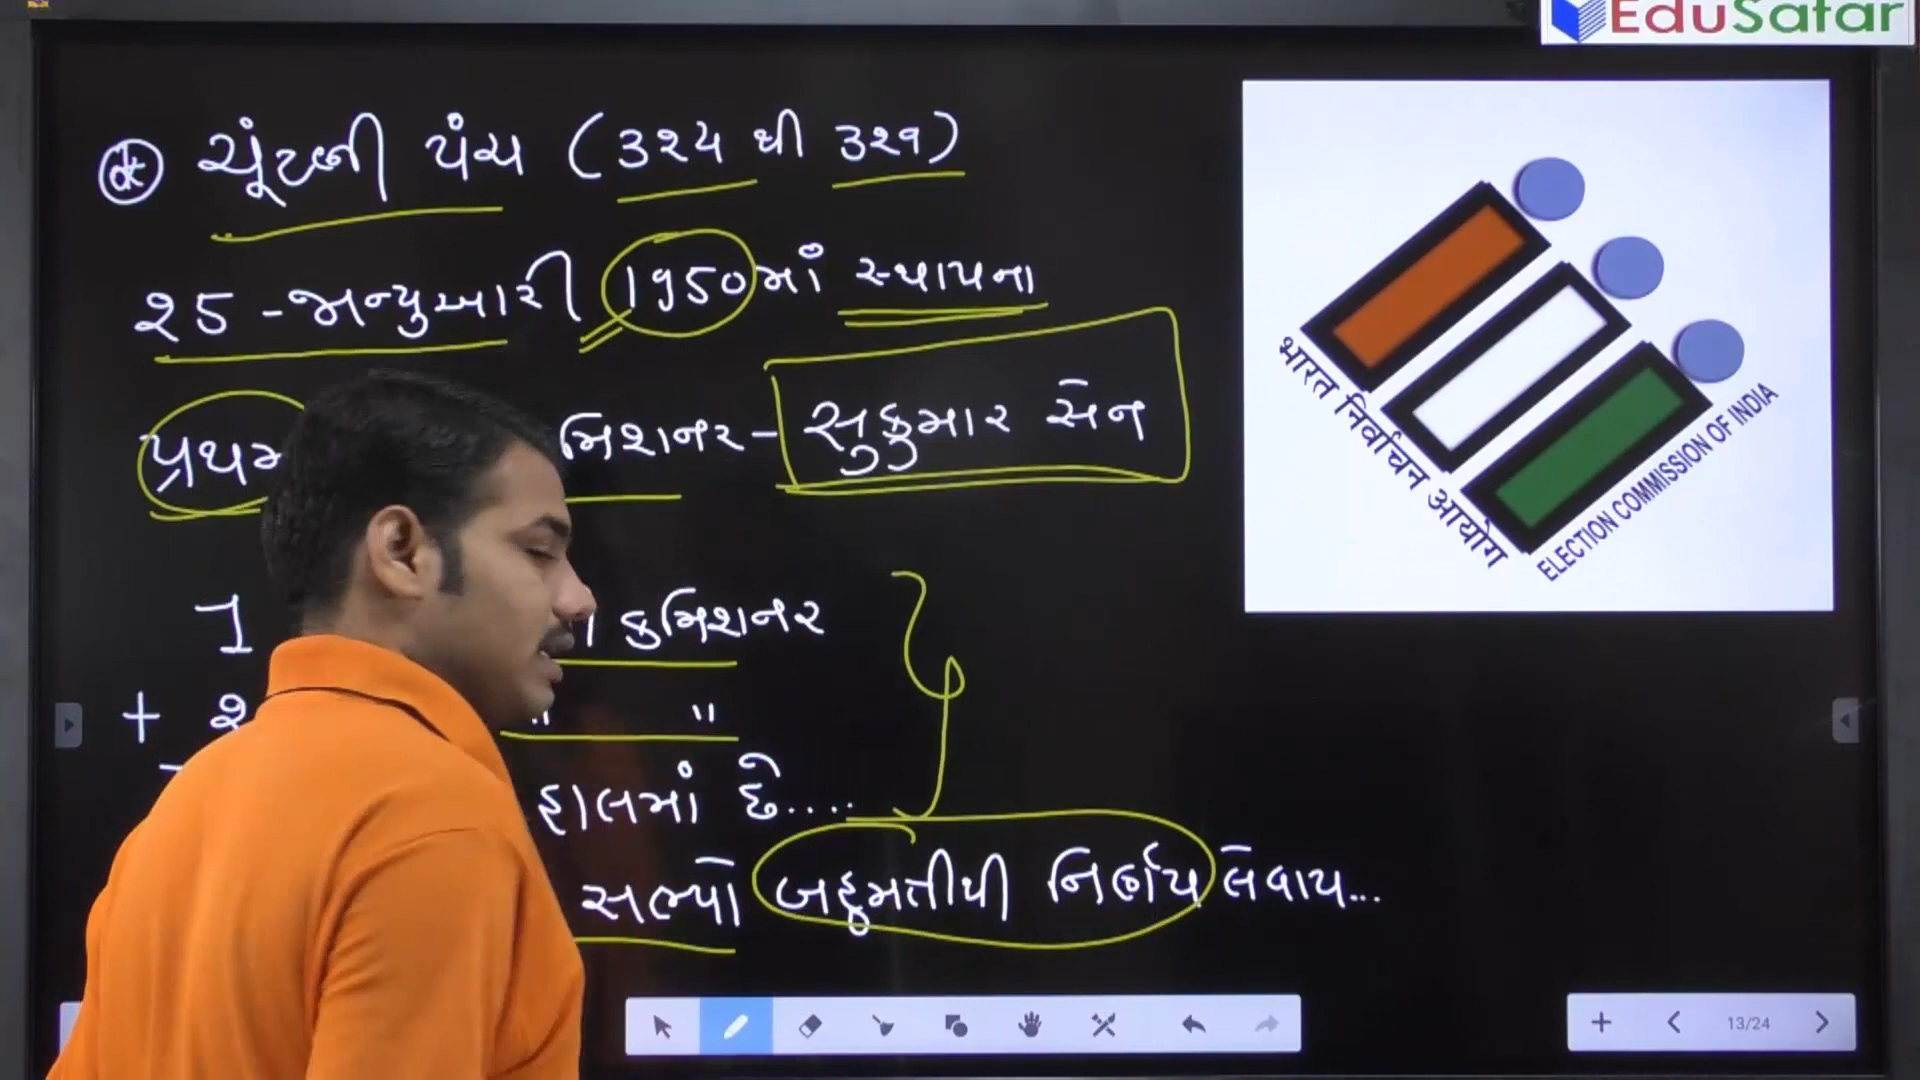 EduSafar
* ચૂંટણી પંચ (૩૨૪ થી ૩૨૯)
૨5 - જાન્યુઆરી 1950માં સ્થાપના
પ્રથમ મિશનર - સુકુમાર સેન
1 કમિશનર
+ ૨ " "
હાલમાં છે....
સભ્યો બહુમતીથી નિર્ણય લેવાય...
भारत निर्वाचन आयोग
ELECTION COMMISSION OF INDIA
13/24